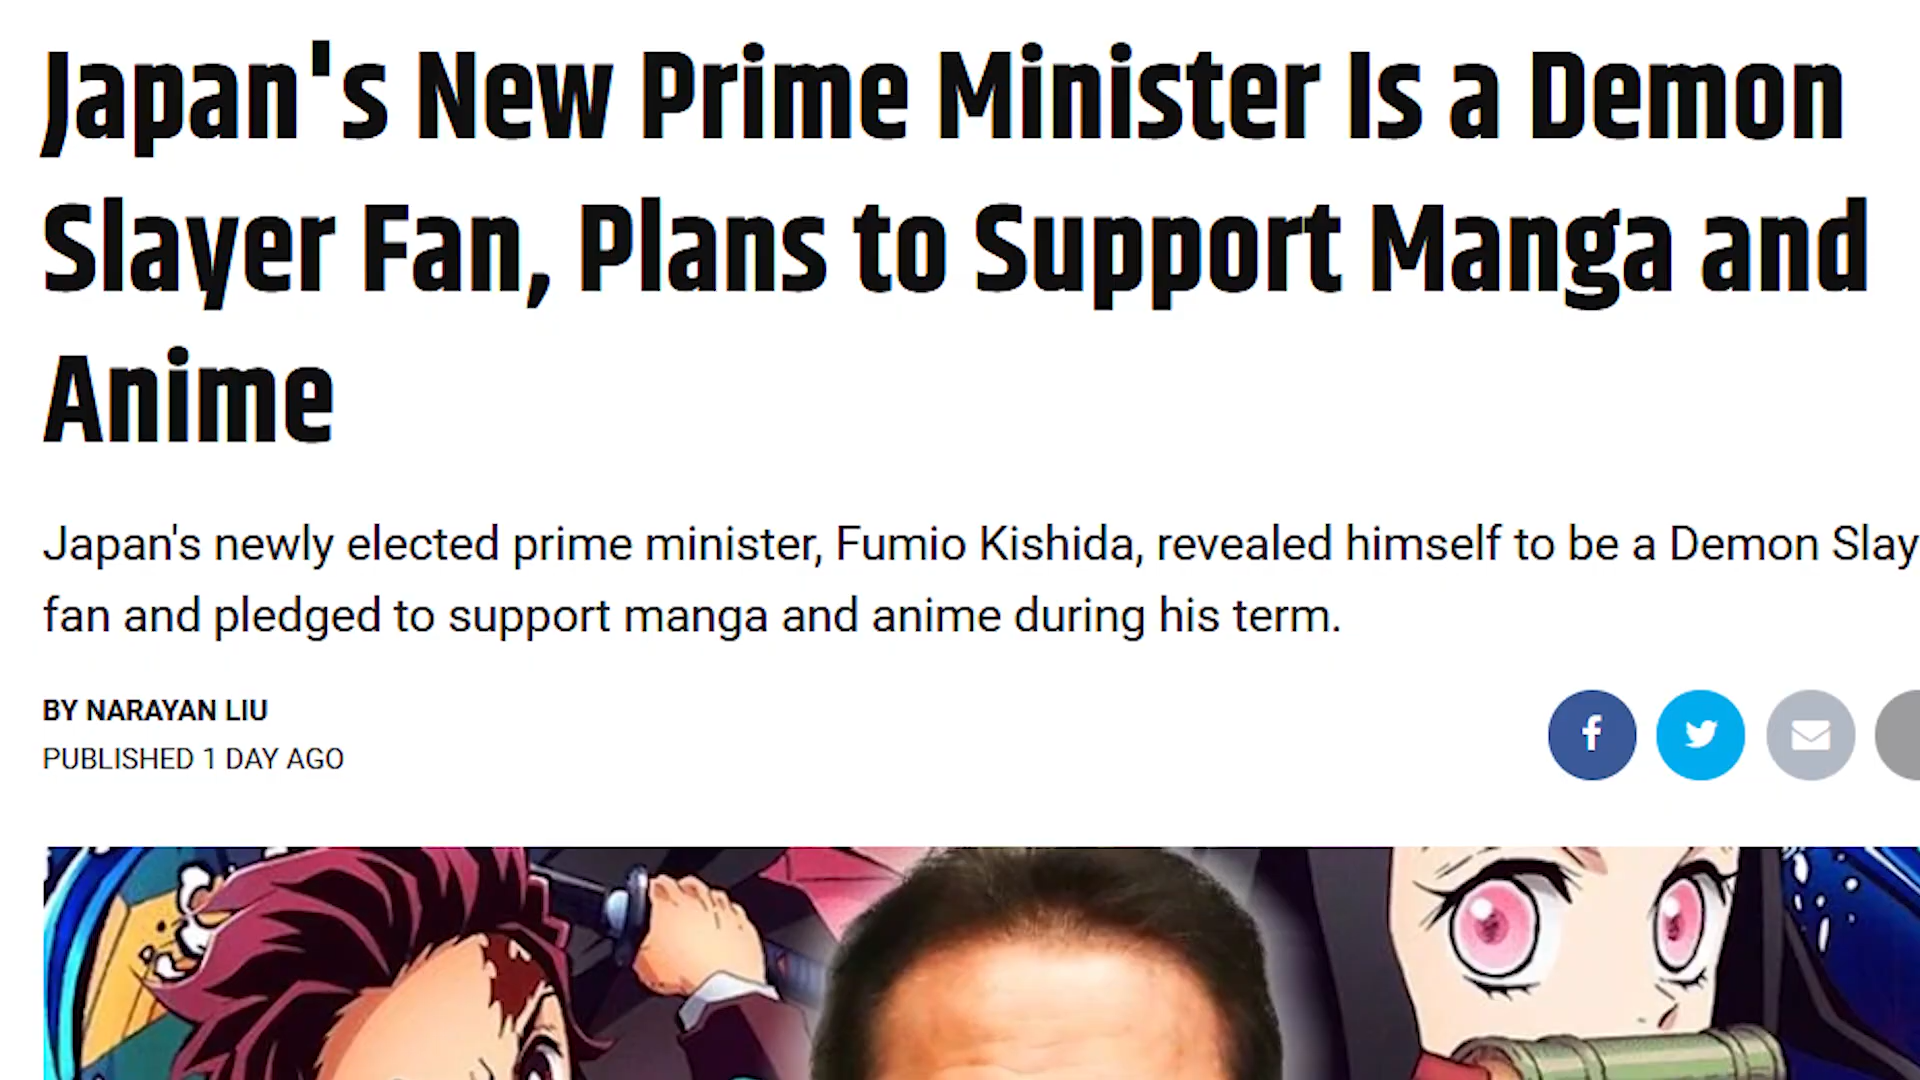 Japan's New Prime Minister Is a Demon
Slayer Fan, Plans to Support Manga and
Anime
Japan's newly elected prime minister, Fumio Kishida, revealed himself to be a Demon Slay
fan and pledged to support manga and anime during his term.
BY NARAYAN LIU
PUBLISHED 1 DAY AGO